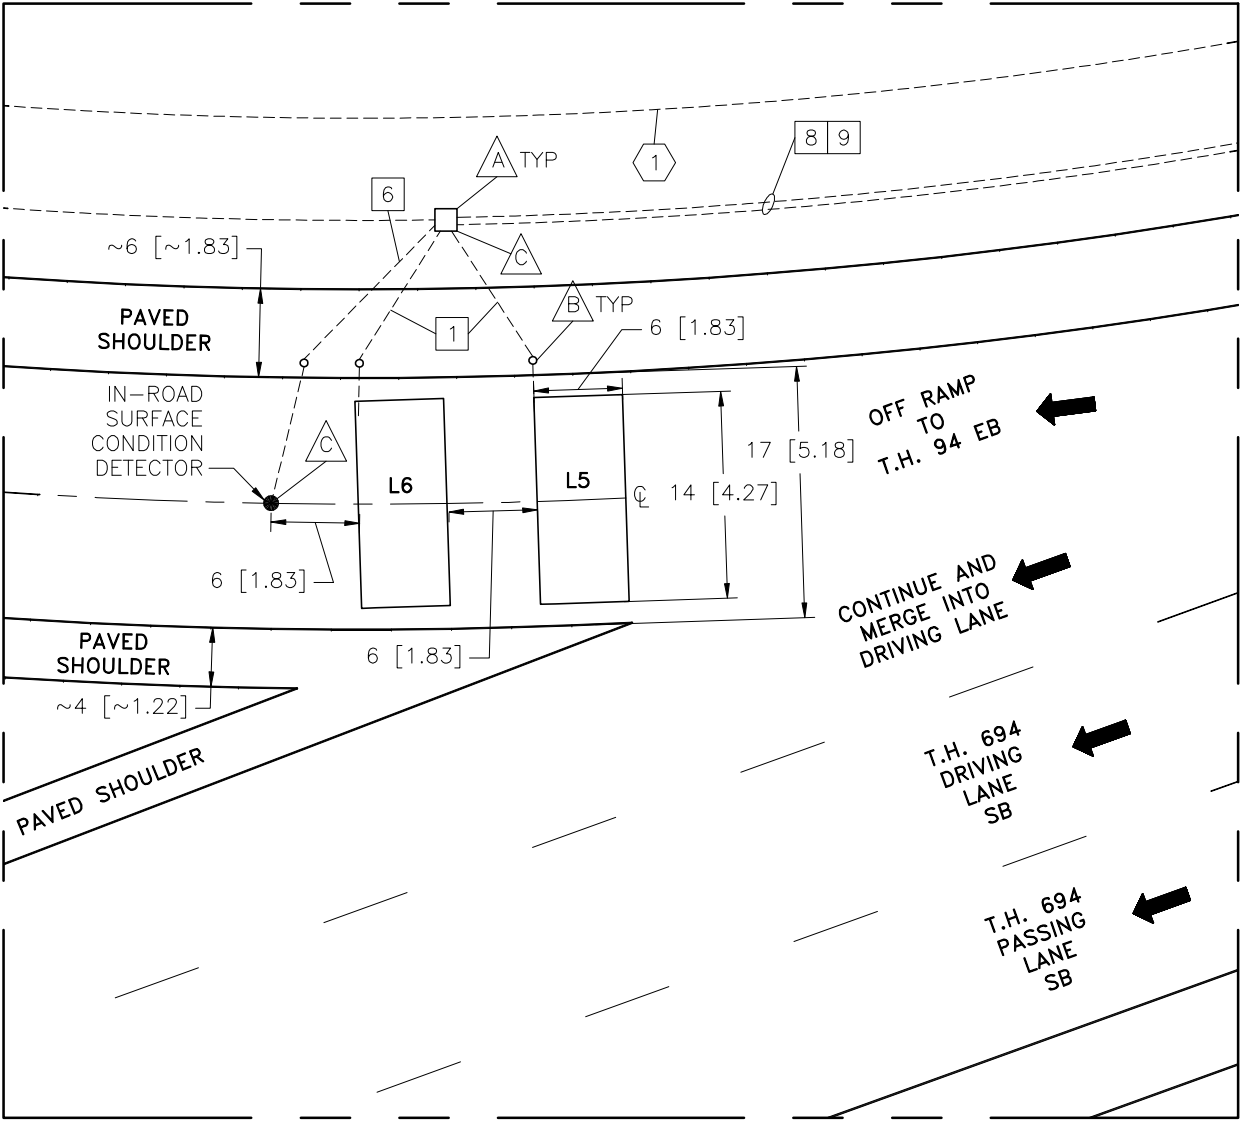 8 9
A TYP
1
6
~6 [~1.83]
C
B TYP
PAVED
SHOULDER
1
6 [1.83]
IN-ROAD
SURFACE
CONDITION
DETECTOR
C
OFF RAMP
TO
T.H. 94 EB
17 [5.18]
L6
L5
℄
14 [4.27]
6 [1.83]
CONTINUE AND
MERGE INTO
DRIVING LANE
PAVED
SHOULDER
6 [1.83]
~4 [~1.22]
T.H. 694
DRIVING
LANE
SB
PAVED SHOULDER
T.H. 694
PASSING
LANE
SB